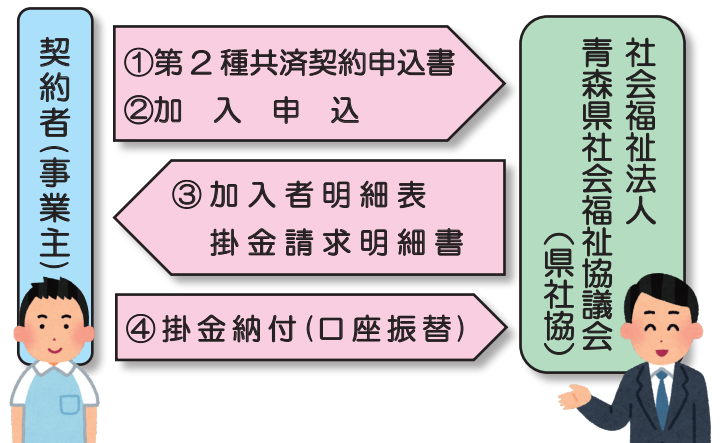 契約者(事業主)
①第2種共済契約申込書
②加 入 申 込
③加入者明細表
掛金請求明細書
④掛金納付(口座振替)
社会福祉法人
青森県社会福祉協議会
(県社協)